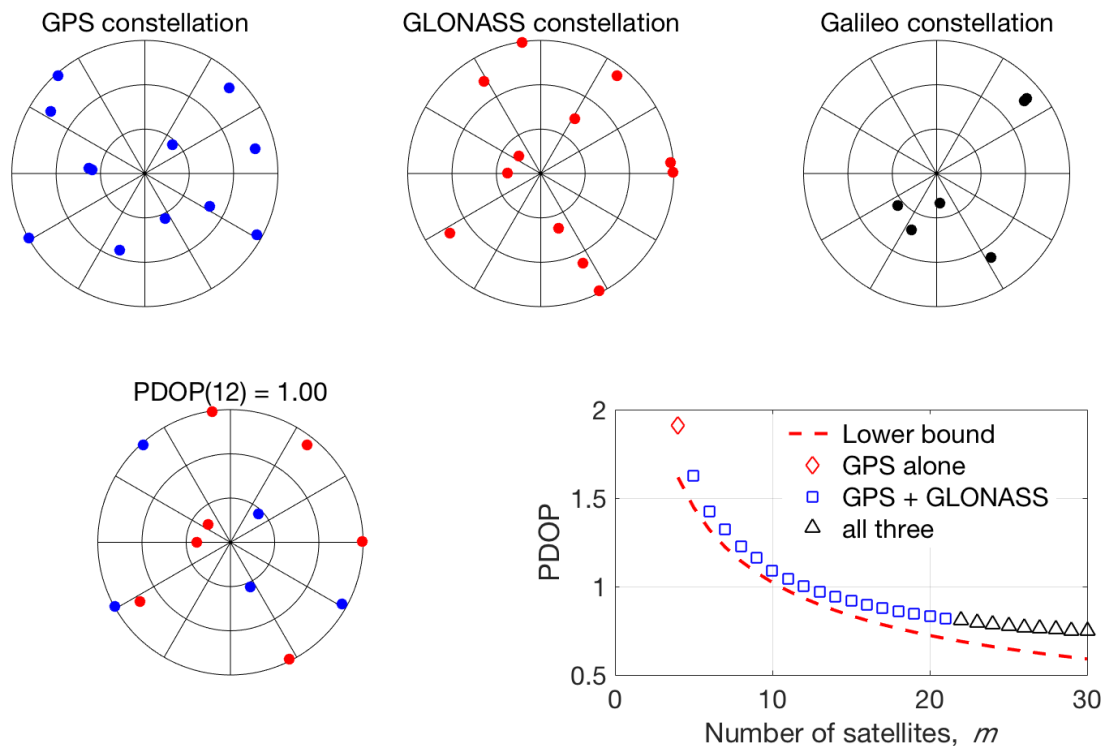 GPS constellation
GLONASS constellation
Galileo constellation
PDOP(12) = 1.00
2
1.5
1
0.5
PDOP
Lower bound
GPS alone
GPS + GLONASS
all three
0
10
20
30
Number of satellites, m